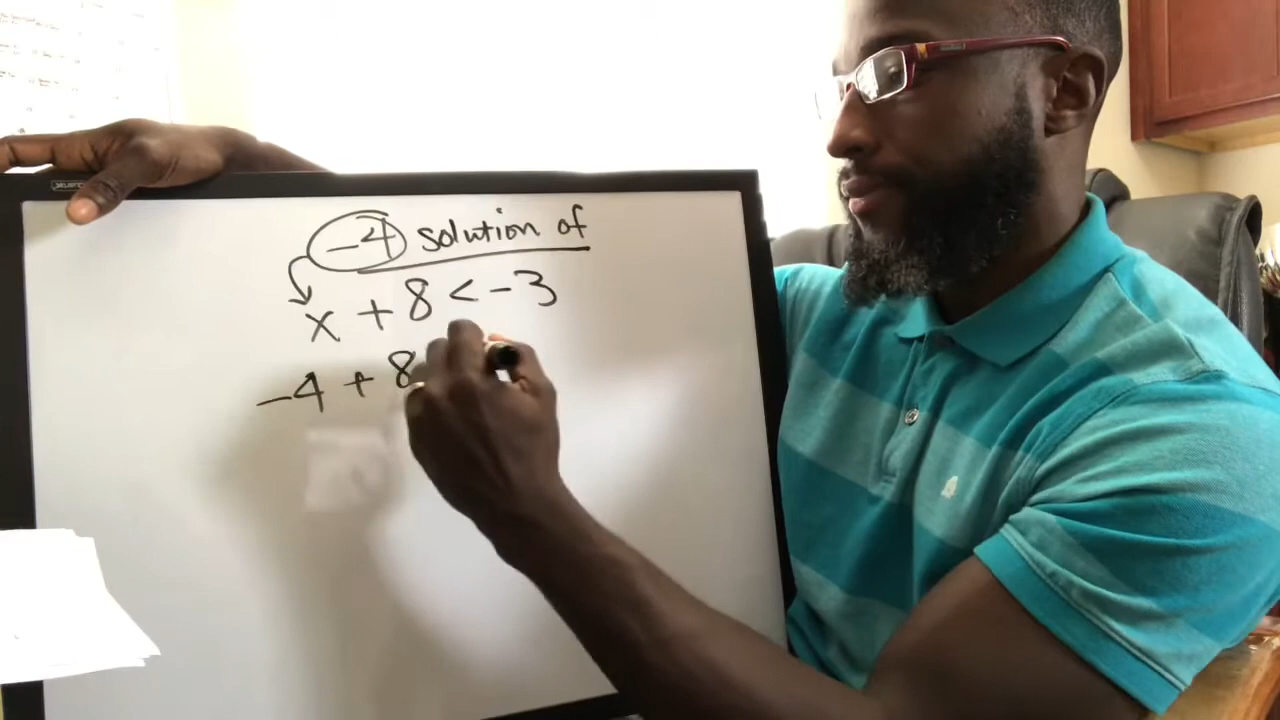 -4 solution of
x + 8 < -3
-4 + 8